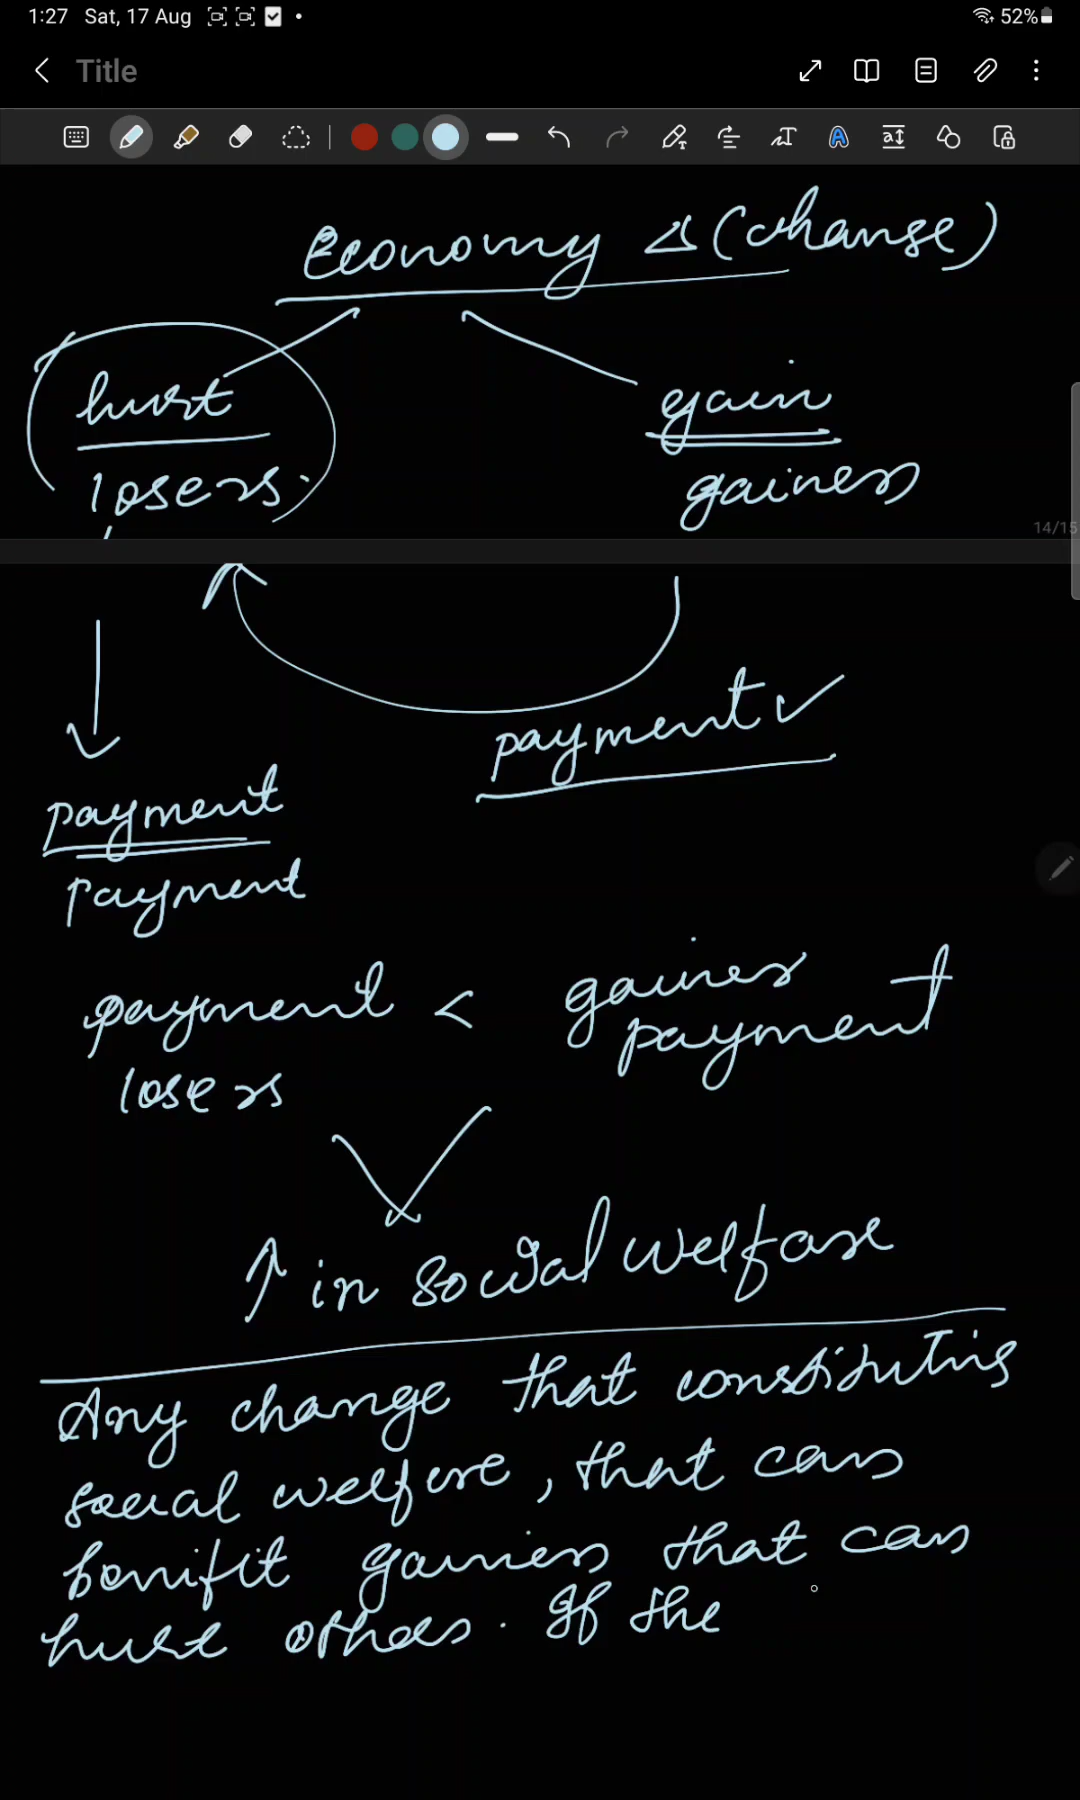 1:27 Sat, 17 Aug 52%
Title
Economy Δ (change)
hurt gain
losers gainers
14/15
payment ✓
payment
payment
payment < gainers
losers payment
↑ in social welfare
Any change that constituting
social welfare, that can
benifit gainers that can
hurt others. If the